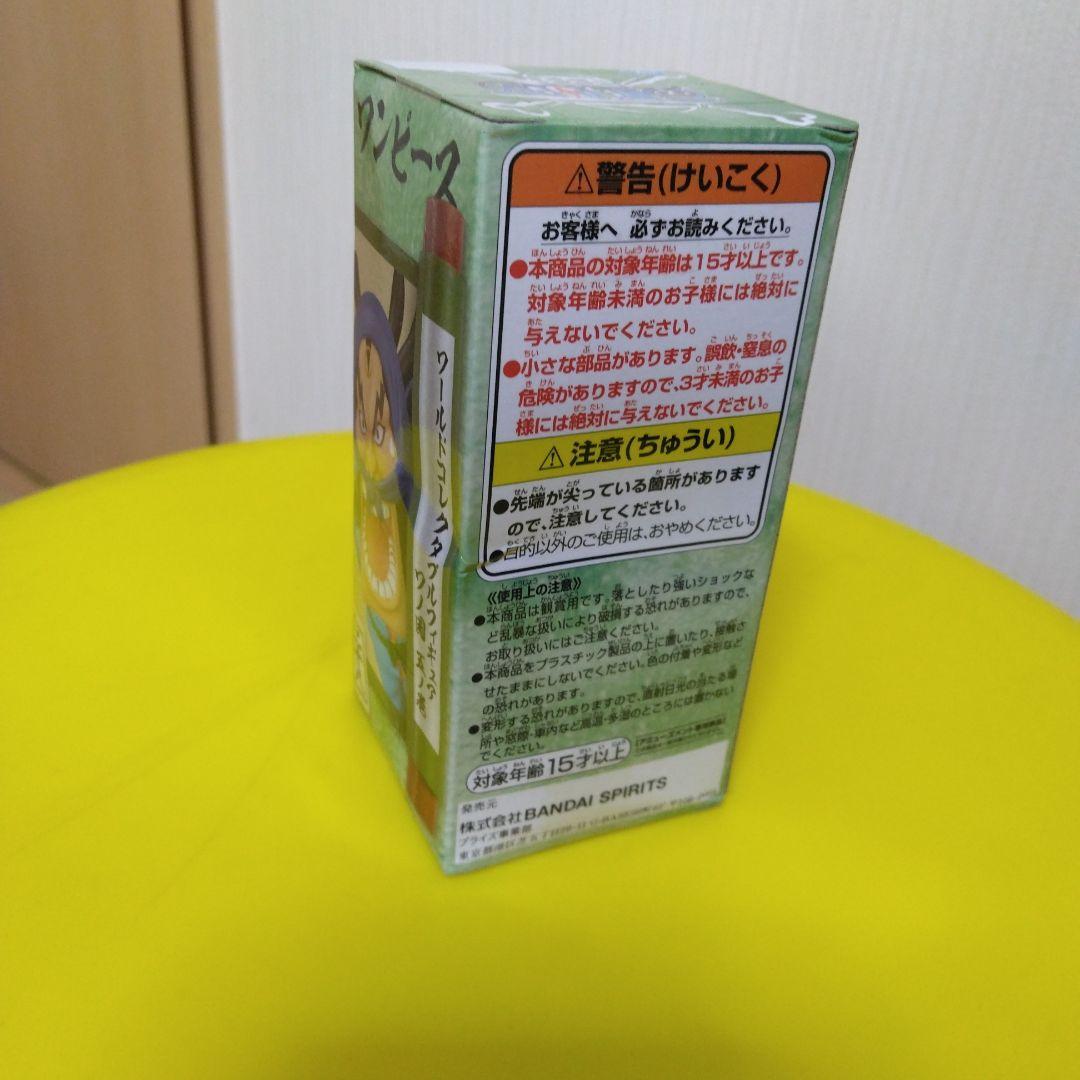 ワンピース
ワールドコレクタブルフィギュア
ワノ国 五ノ巻
警告(けいこく)
お客様へ 必ずお読みください。
●本商品の対象年齢は15才以上です。
対象年齢未満のお子様には絶対に
与えないでください。
●小さな部品があります。誤飲・窒息の
危険がありますので、3才未満のお子
様には絶対に与えないでください。
注意(ちゅうい)
●先端が尖っている箇所があります
ので、注意してください。
●目的以外のご使用は、おやめください。
《使用上の注意》
●本商品は観賞用です。落としたり強いショックな
ど乱暴な扱いにより破損する恐れがありますので、
お取り扱いにはご注意ください。
●本商品をプラスチック製品の上に置いたり、接触さ
せたままにしないでください。色の付着や変形など
の恐れがあります。
●変形する恐れがありますので、直射日光の当たる場
所や窓際・車内など高温・多湿のところには置かない
でください。
対象年齢15才以上
発売元
株式会社BANDAI SPIRITS
プライズ事業部